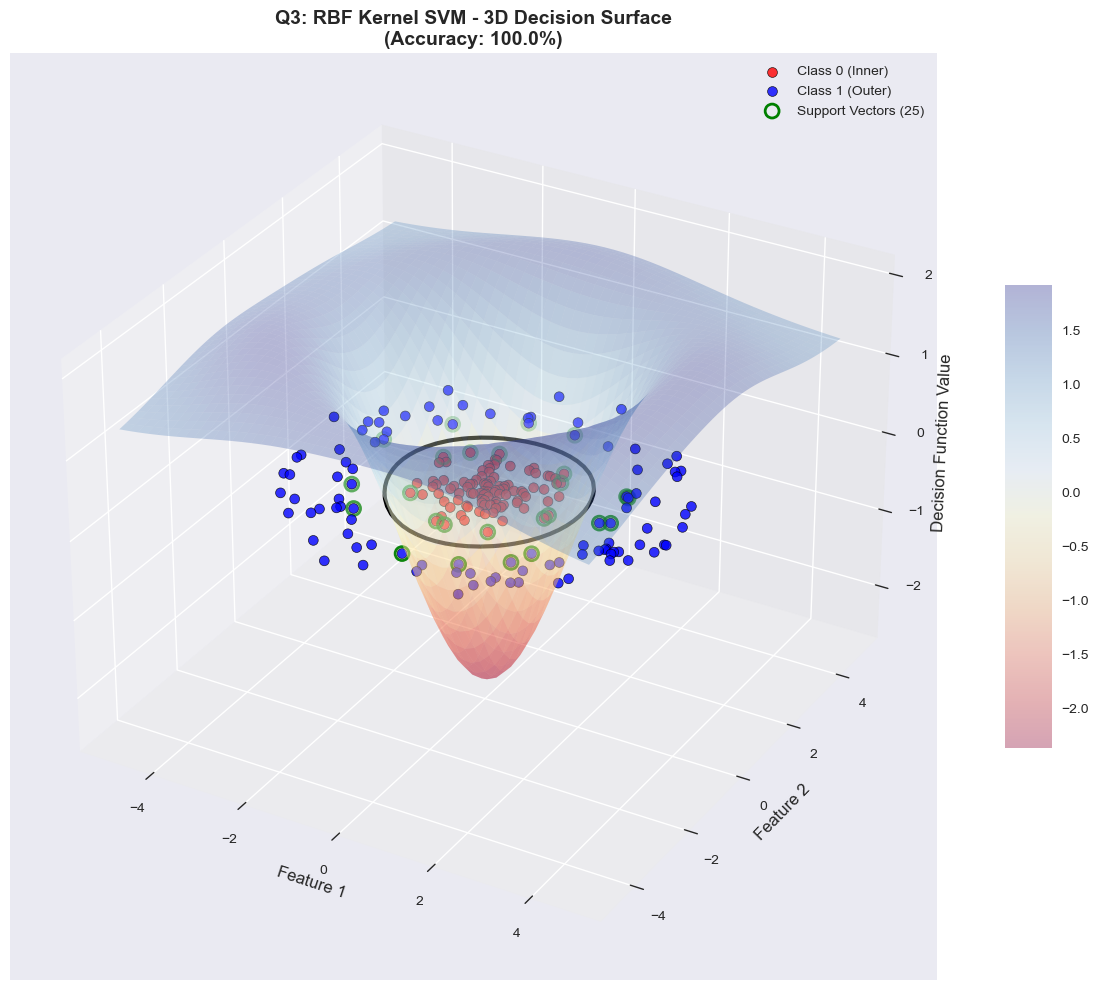 Q3: RBF Kernel SVM - 3D Decision Surface
(Accuracy: 100.0%)
Class 0 (Inner)
Class 1 (Outer)
Support Vectors (25)
2
1
0
−1
−2
Decision Function Value
1.5
1.0
0.5
0.0
−0.5
−1.0
−1.5
−2.0
−4
−2
0
2
4
Feature 1
−4
−2
0
2
4
Feature 2